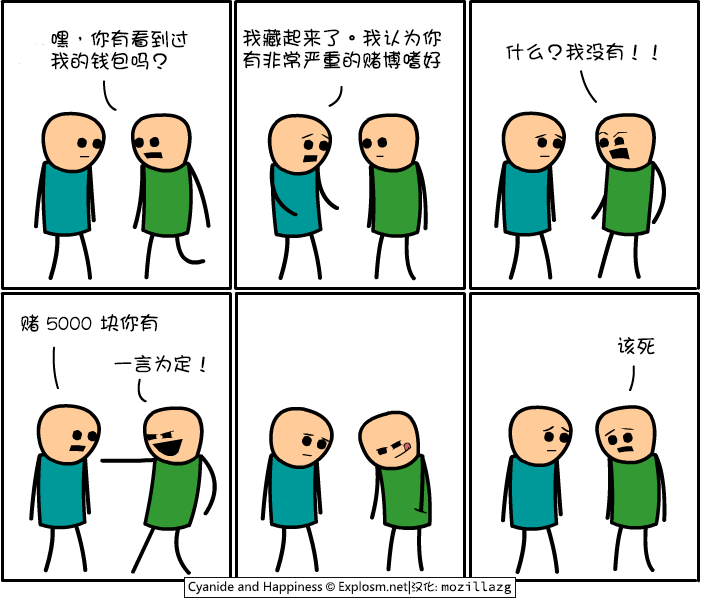 嘿，你有看到过
我的钱包吗？
我藏起来了。我认为你
有非常严重的赌博嗜好
什么？我没有！！
赌 5000 块你有
一言为定！
该死
Cyanide and Happiness © Explosm.net|汉化: mozillazg